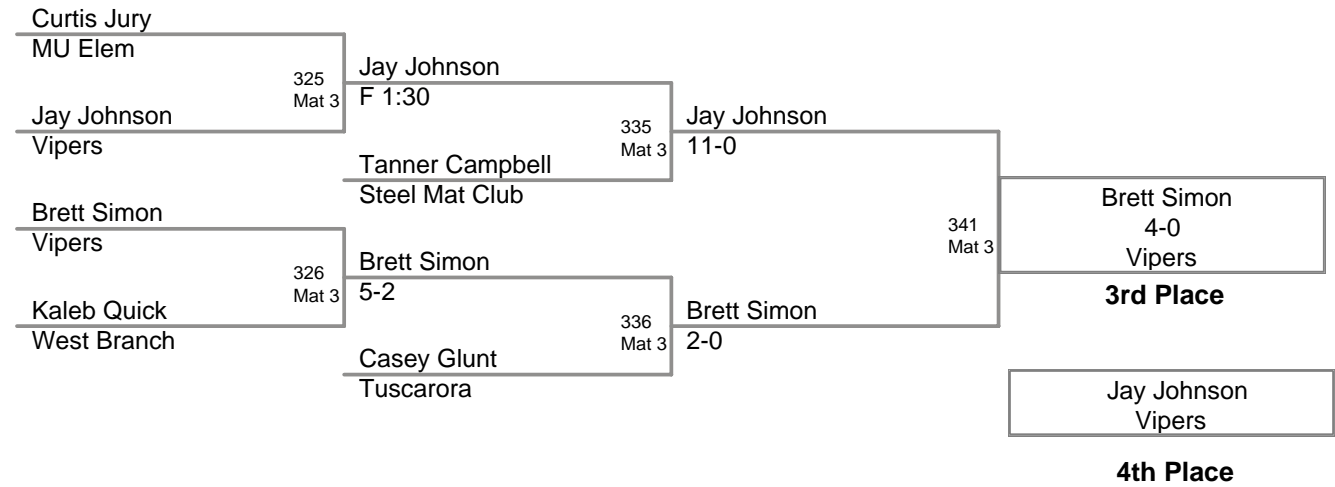 Curtis Jury
MU Elem
325
Mat 3
Jay Johnson
Vipers
Jay Johnson
F 1:30
335
Mat 3
Tanner Campbell
Steel Mat Club
Jay Johnson
11-0
Brett Simon
Vipers
326
Mat 3
Kaleb Quick
West Branch
Brett Simon
5-2
336
Mat 3
Casey Glunt
Tuscarora
Brett Simon
2-0
341
Mat 3
Brett Simon
4-0
Vipers
3rd Place
Jay Johnson
Vipers
4th Place